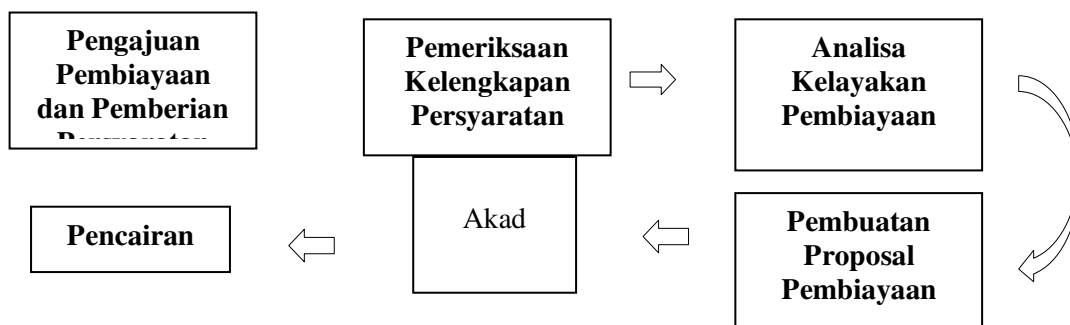 Pengajuan
Pembiayaan
dan Pemberian
Pemeriksaan
Kelengkapan
Persyaratan
Analisa
Kelayakan
Pembiayaan
Pencairan
Akad
Pembuatan
Proposal
Pembiayaan